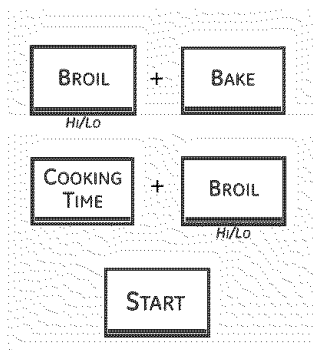 BROIL + BAKE
HI/LO
COOKING TIME + BROIL
HI/LO
START